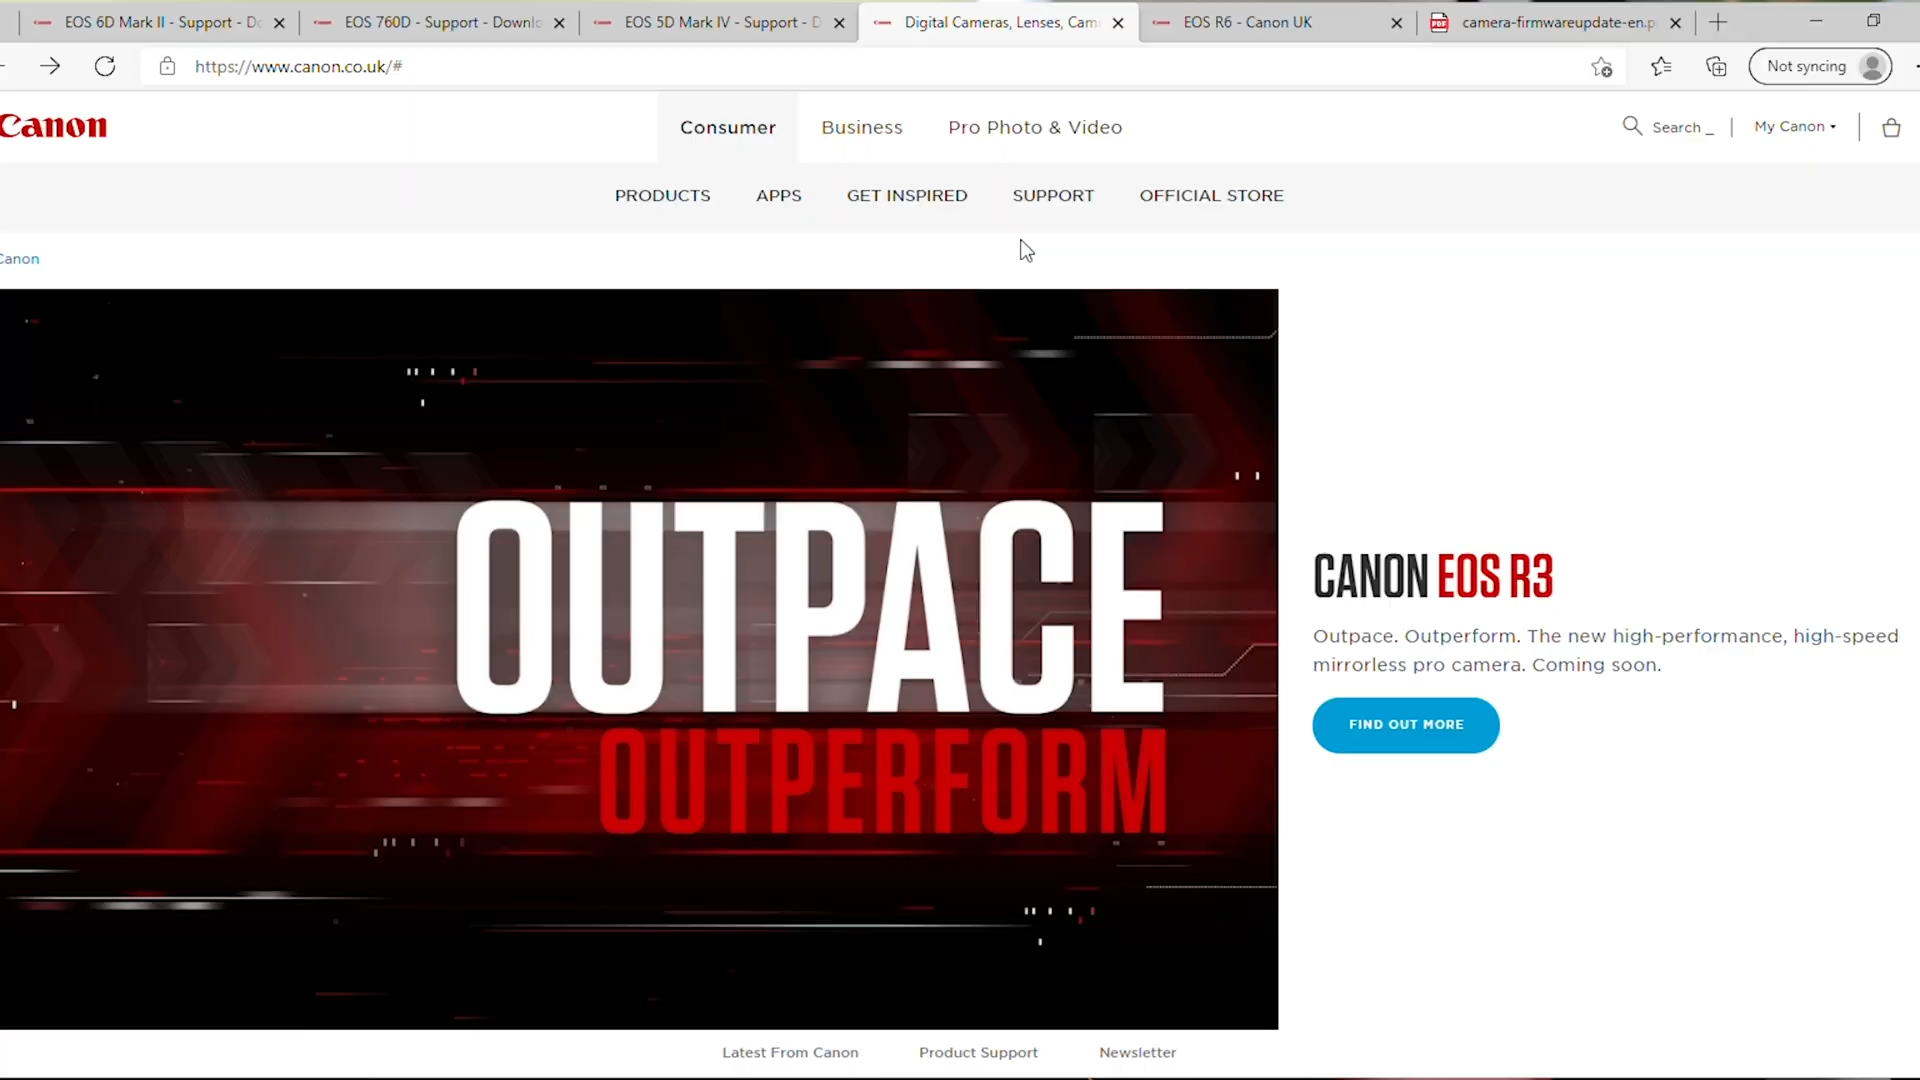 EOS 6D Mark II - Support - Do
EOS 760D - Support - Downlo
EOS 5D Mark IV - Support - D
Digital Cameras, Lenses, Cam
EOS R6 - Canon UK
camera-firmwareupdate-en.p
https://www.canon.co.uk/#
Not syncing
Canon
Consumer
Business
Pro Photo & Video
Search _
My Canon
PRODUCTS
APPS
GET INSPIRED
SUPPORT
OFFICIAL STORE
Canon
OUTPACE
OUTPERFORM
CANON EOS R3
Outpace. Outperform. The new high-performance, high-speed
mirrorless pro camera. Coming soon.
FIND OUT MORE
Latest From Canon
Product Support
Newsletter